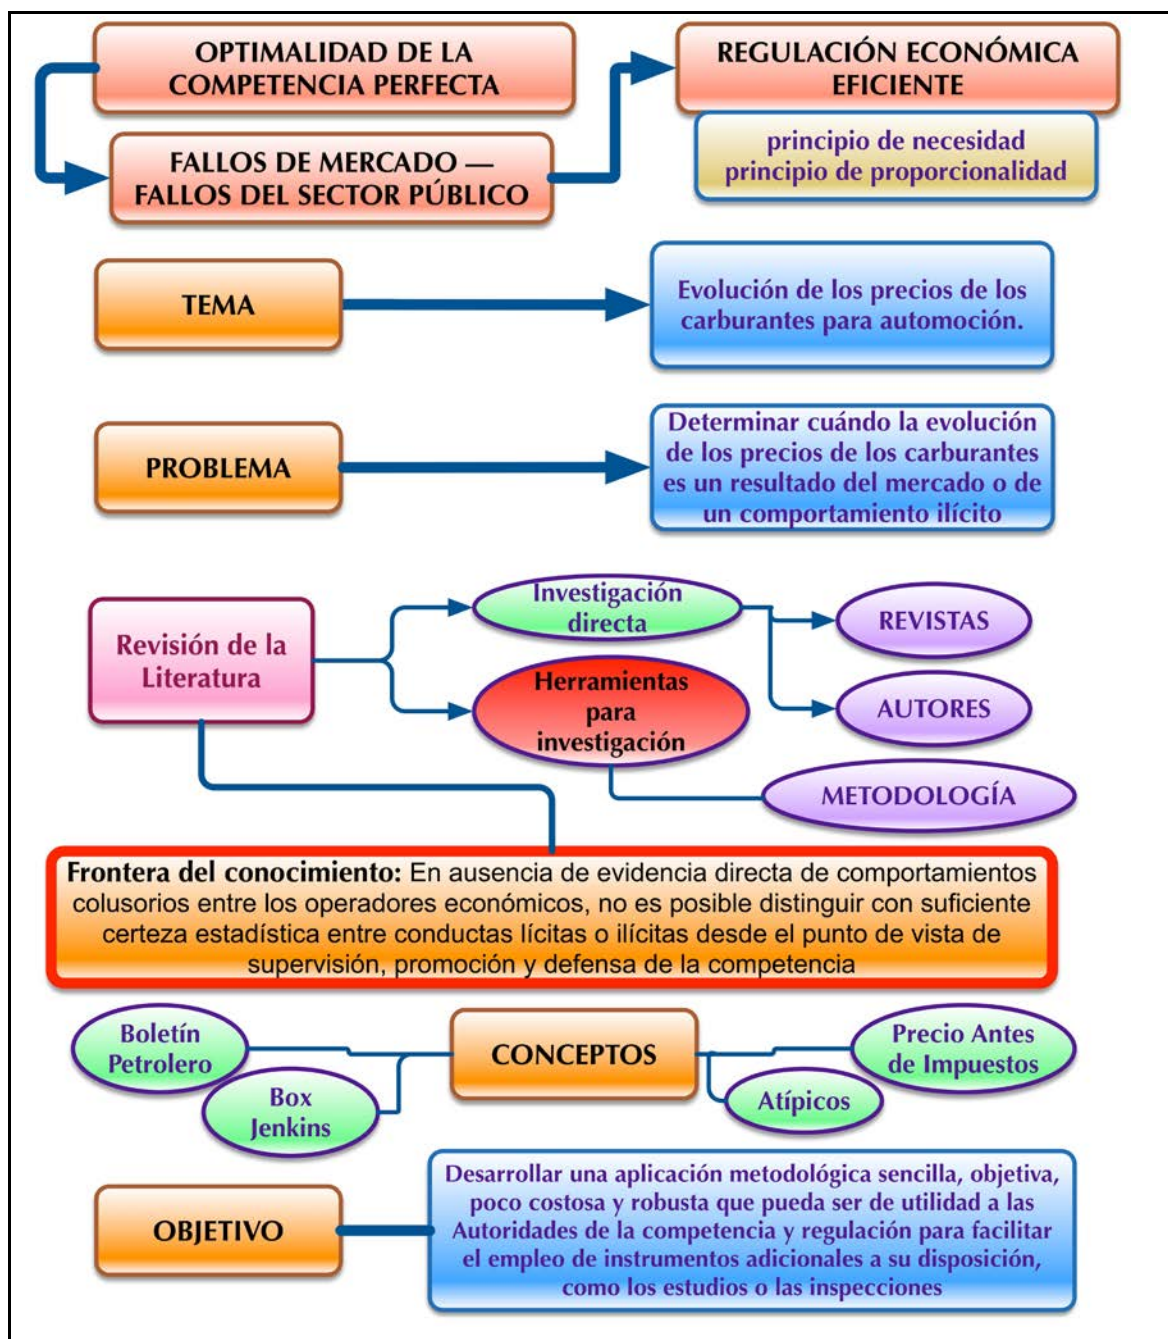 OPTIMALIDAD DE LA
COMPETENCIA PERFECTA
REGULACIÓN ECONÓMICA
EFICIENTE
principio de necesidad
principio de proporcionalidad
FALLOS DE MERCADO —
FALLOS DEL SECTOR PÚBLICO
TEMA
Evolución de los precios de los
carburantes para automoción.
PROBLEMA
Determinar cuándo la evolución
de los precios de los carburantes
es un resultado del mercado o de
un comportamiento ilícito
Revisión de la
Literatura
Investigación
directa
REVISTAS
Herramientas
para
investigación
AUTORES
METODOLOGÍA
Frontera del conocimiento: En ausencia de evidencia directa de comportamientos
colusorios entre los operadores económicos, no es posible distinguir con suficiente
certeza estadística entre conductas lícitas o ilícitas desde el punto de vista de
supervisión, promoción y defensa de la competencia
Boletín
Petrolero
Box
Jenkins
CONCEPTOS
Precio Antes
de Impuestos
Atípicos
OBJETIVO
Desarrollar una aplicación metodológica sencilla, objetiva,
poco costosa y robusta que pueda ser de utilidad a las
Autoridades de la competencia y regulación para facilitar
el empleo de instrumentos adicionales a su disposición,
como los estudios o las inspecciones